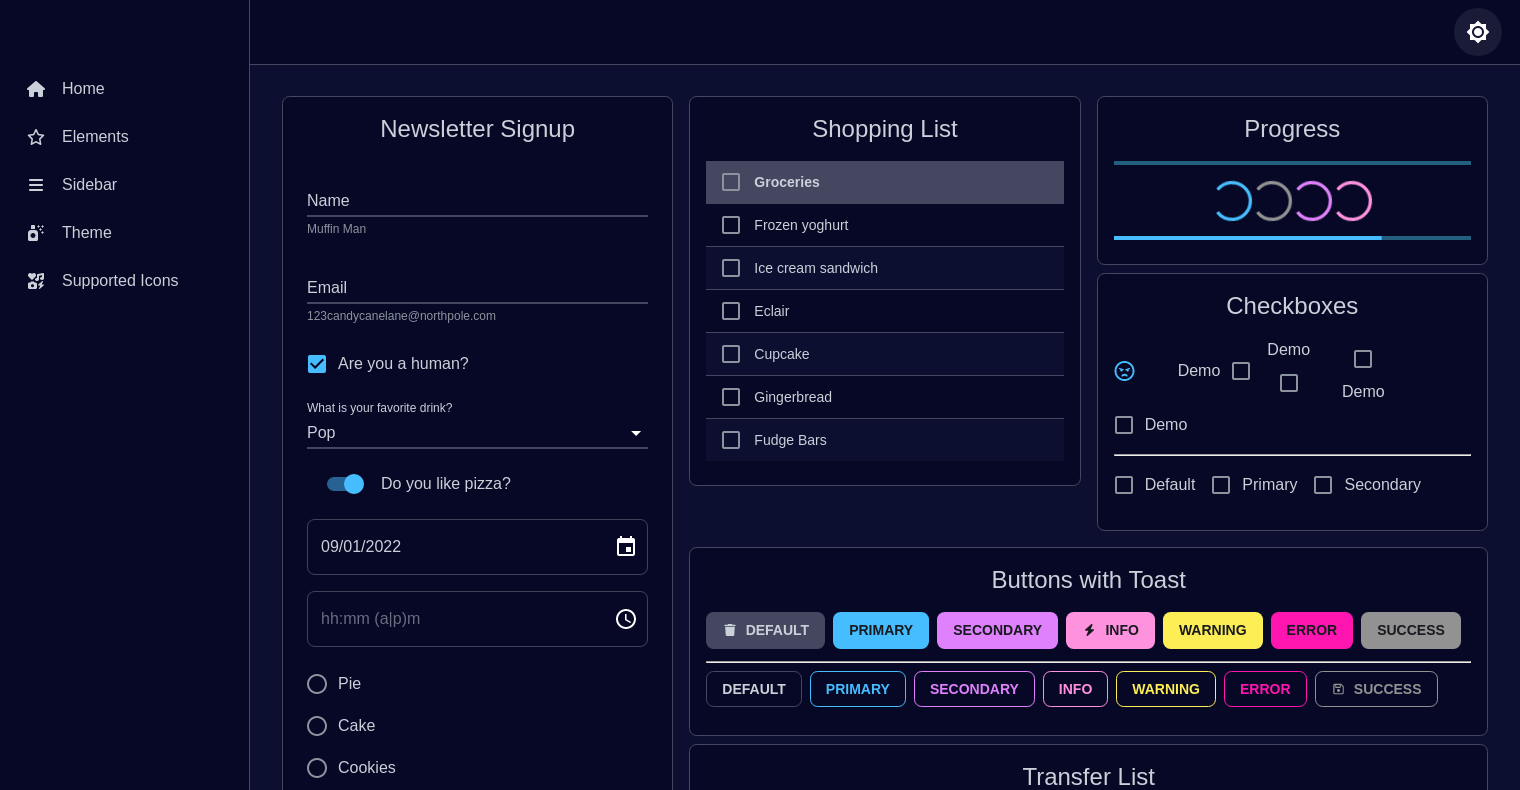 Home
Elements
Sidebar
Theme
Supported Icons
Newsletter Signup
Name
Muffin Man
Email
123candycanelane@northpole.com
Are you a human?
What is your favorite drink?
Pop
Do you like pizza?
09/01/2022
hh:mm (a|p)m
Pie
Cake
Cookies
Shopping List
Groceries
Frozen yoghurt
Ice cream sandwich
Eclair
Cupcake
Gingerbread
Fudge Bars
Progress
Checkboxes
Demo
Demo
Demo
Demo
Default Primary Secondary
Buttons with Toast
DEFAULT PRIMARY SECONDARY INFO WARNING ERROR SUCCESS
DEFAULT PRIMARY SECONDARY INFO WARNING ERROR SUCCESS
Transfer List